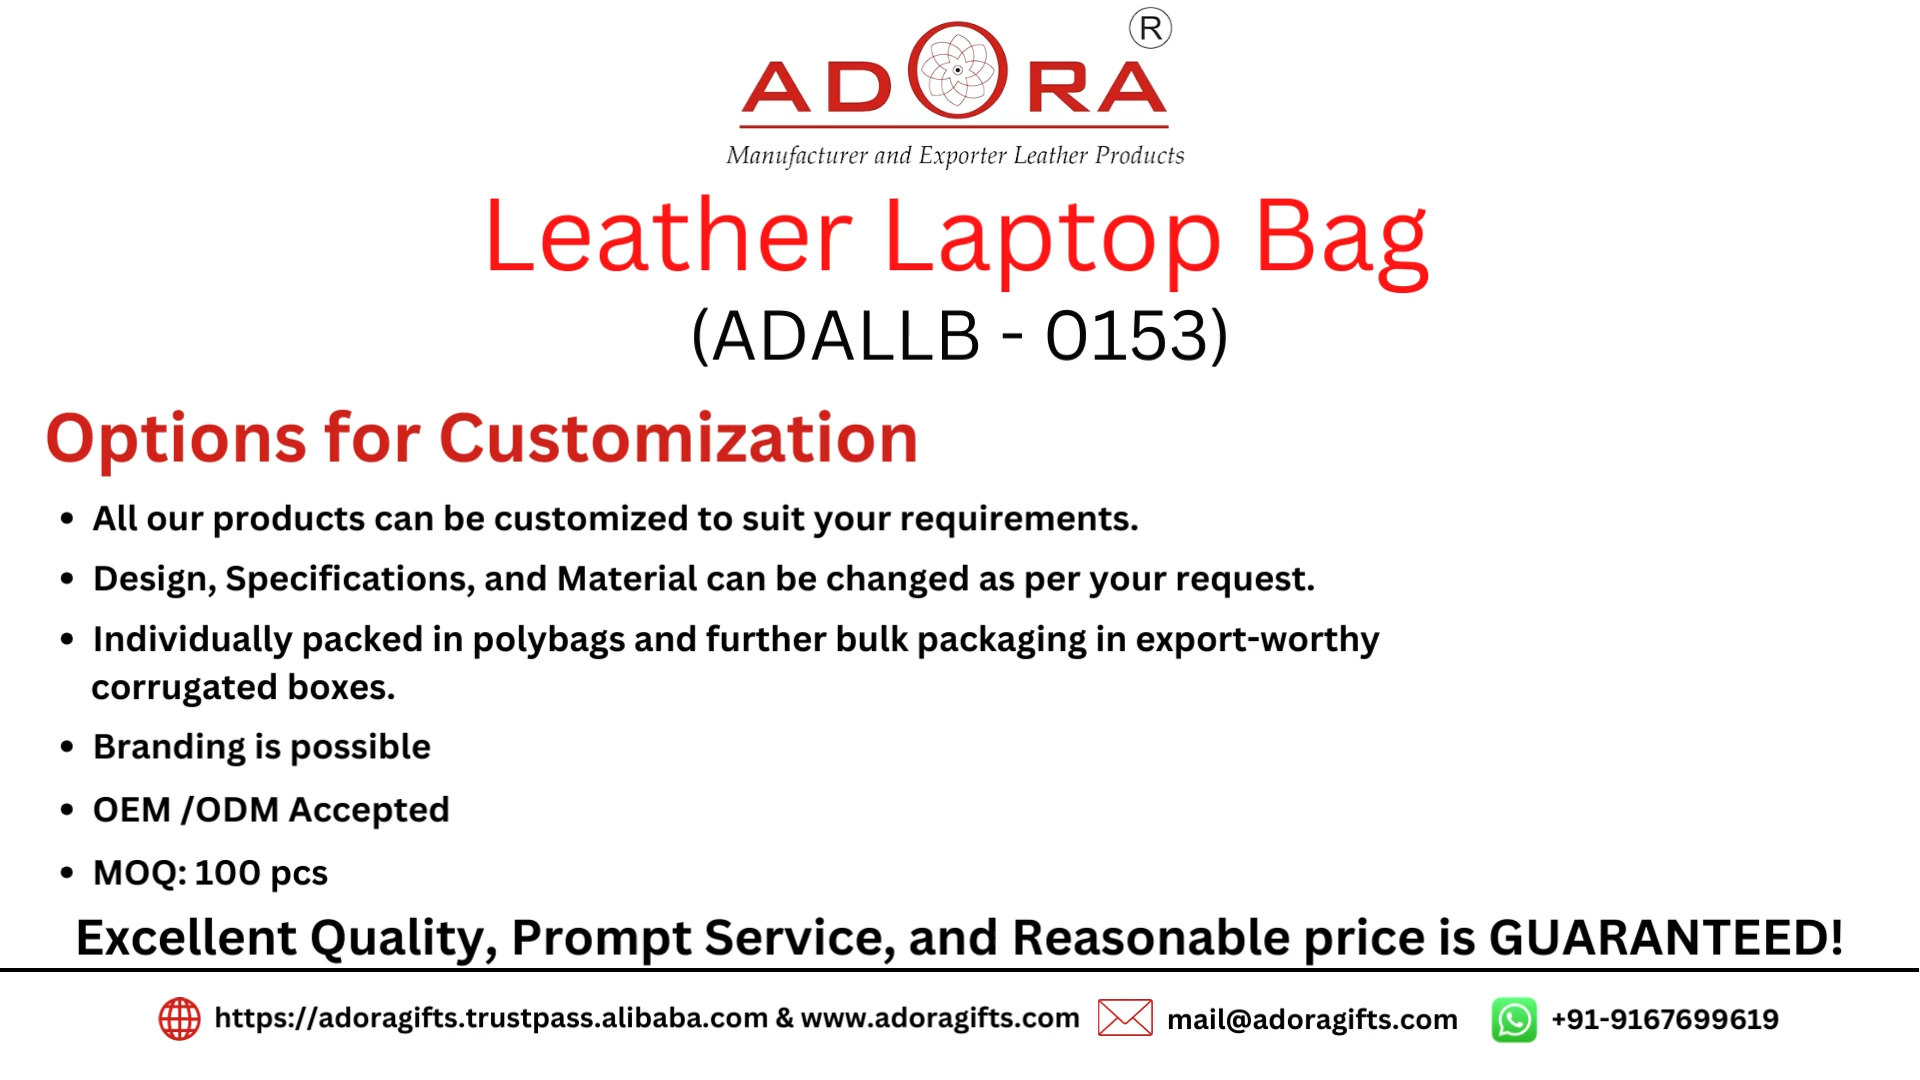 ADORA ®
Manufacturer and Exporter Leather Products
Leather Laptop Bag
(ADALLB - 0153)
Options for Customization
• All our products can be customized to suit your requirements.
• Design, Specifications, and Material can be changed as per your request.
• Individually packed in polybags and further bulk packaging in export-worthy
corrugated boxes.
• Branding is possible
• OEM /ODM Accepted
• MOQ: 100 pcs
Excellent Quality, Prompt Service, and Reasonable price is GUARANTEED!
https://adoragifts.trustpass.alibaba.com & www.adoragifts.com mail@adoragifts.com +91-9167699619